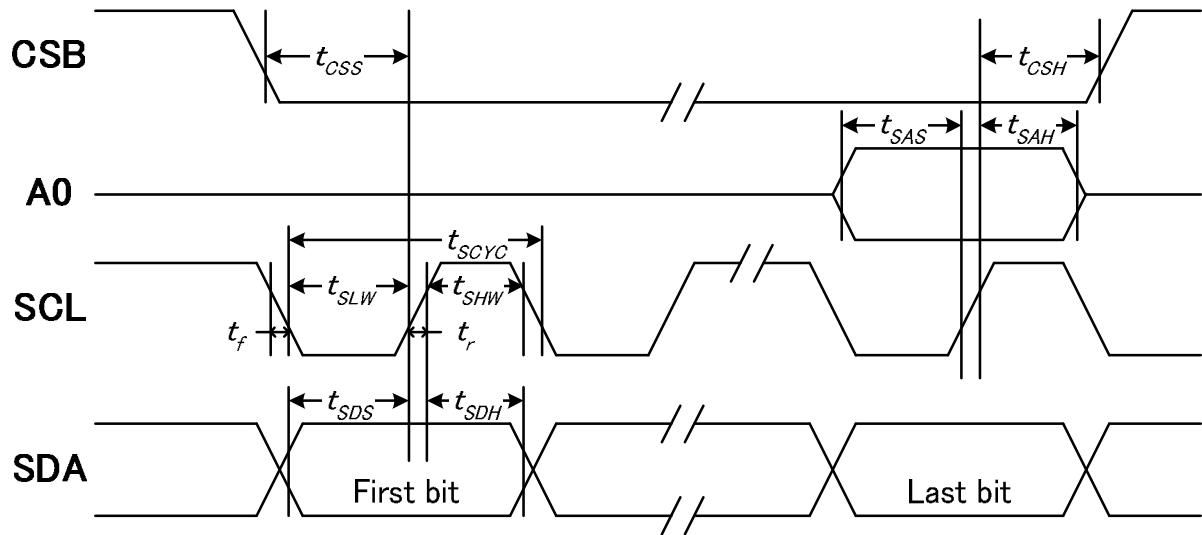 CSB
t_CSS
t_CSH
A0
t_SAS
t_SAH
SCL
t_SCYC
t_SLW
t_SHW
t_f
t_r
SDA
t_SDS
t_SDH
First bit
Last bit